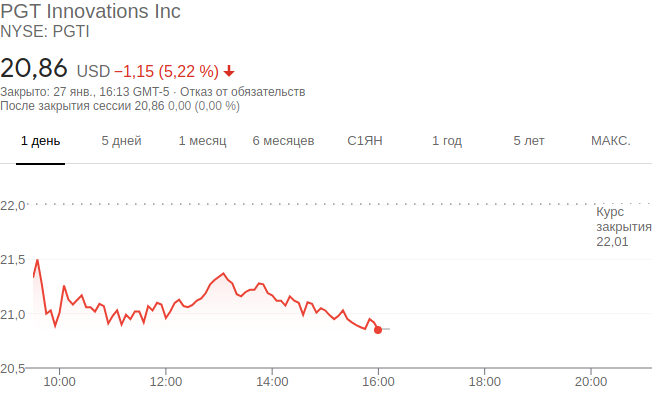 PGT Innovations Inc
NYSE: PGTI
20,86 USD −1,15 (5,22 %)
Закрыто: 27 янв., 16:13 GMT-5 · Отказ от обязательств
После закрытия сессии 20,86 0,00 (0,00 %)
1 день 5 дней 1 месяц 6 месяцев С1ЯН 1 год 5 лет МАКС.
22,0
Курс
закрытия
22,01
21,5
21,0
20,5
10:00 12:00 14:00 16:00 18:00 20:00